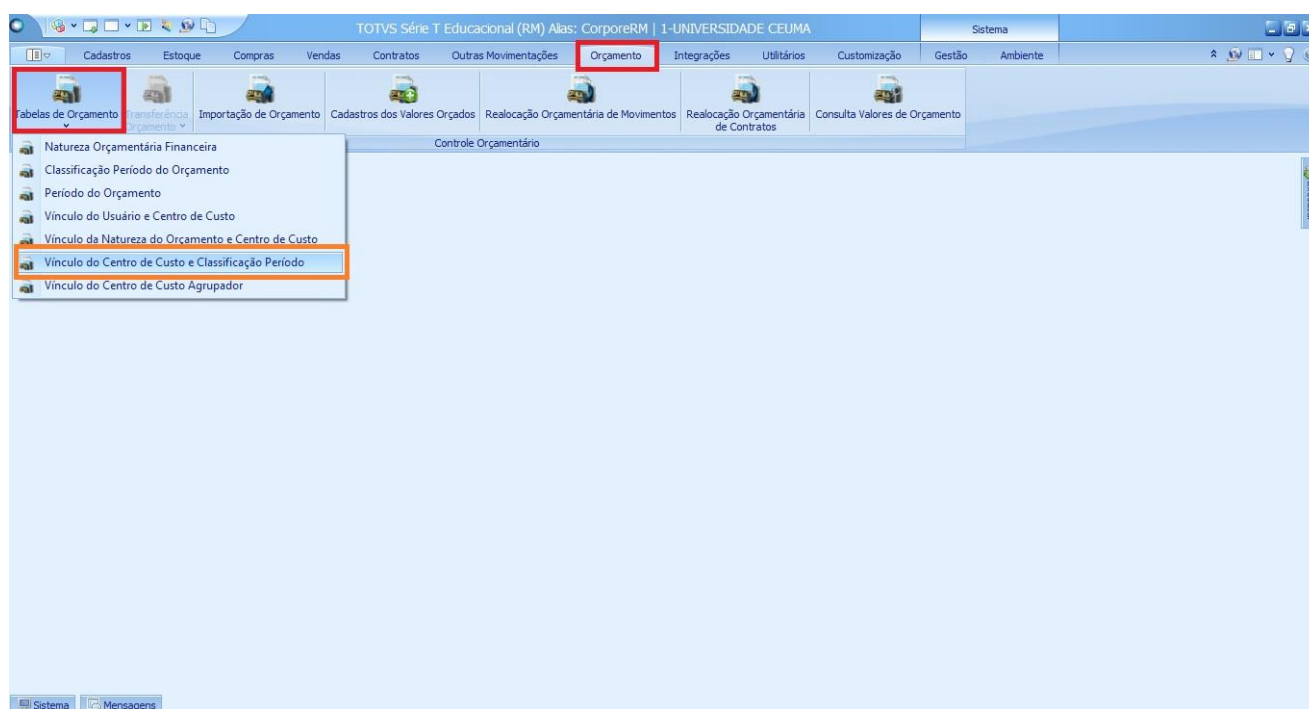 TOTVS Série T Educacional (RM) Alias: CorporeRM | 1-UNIVERSIDADE CEUMA
Sistema
Cadastros Estoque Compras Vendas Contratos Outras Movimentações Orçamento Integrações Utilitários Customização Gestão Ambiente
Tabelas de Orçamento
Transferência Orçamento
Importação de Orçamento
Cadastros dos Valores Orçados
Realocação Orçamentária de Movimentos
Realocação Orçamentária
de Contratos
Consulta Valores de Orçamento
Controle Orçamentário
Natureza Orçamentária Financeira
Classificação Período do Orçamento
Período do Orçamento
Vínculo do Usuário e Centro de Custo
Vínculo da Natureza do Orçamento e Centro de Custo
Vínculo do Centro de Custo e Classificação Período
Vínculo do Centro de Custo Agrupador
Sistema Mensagens